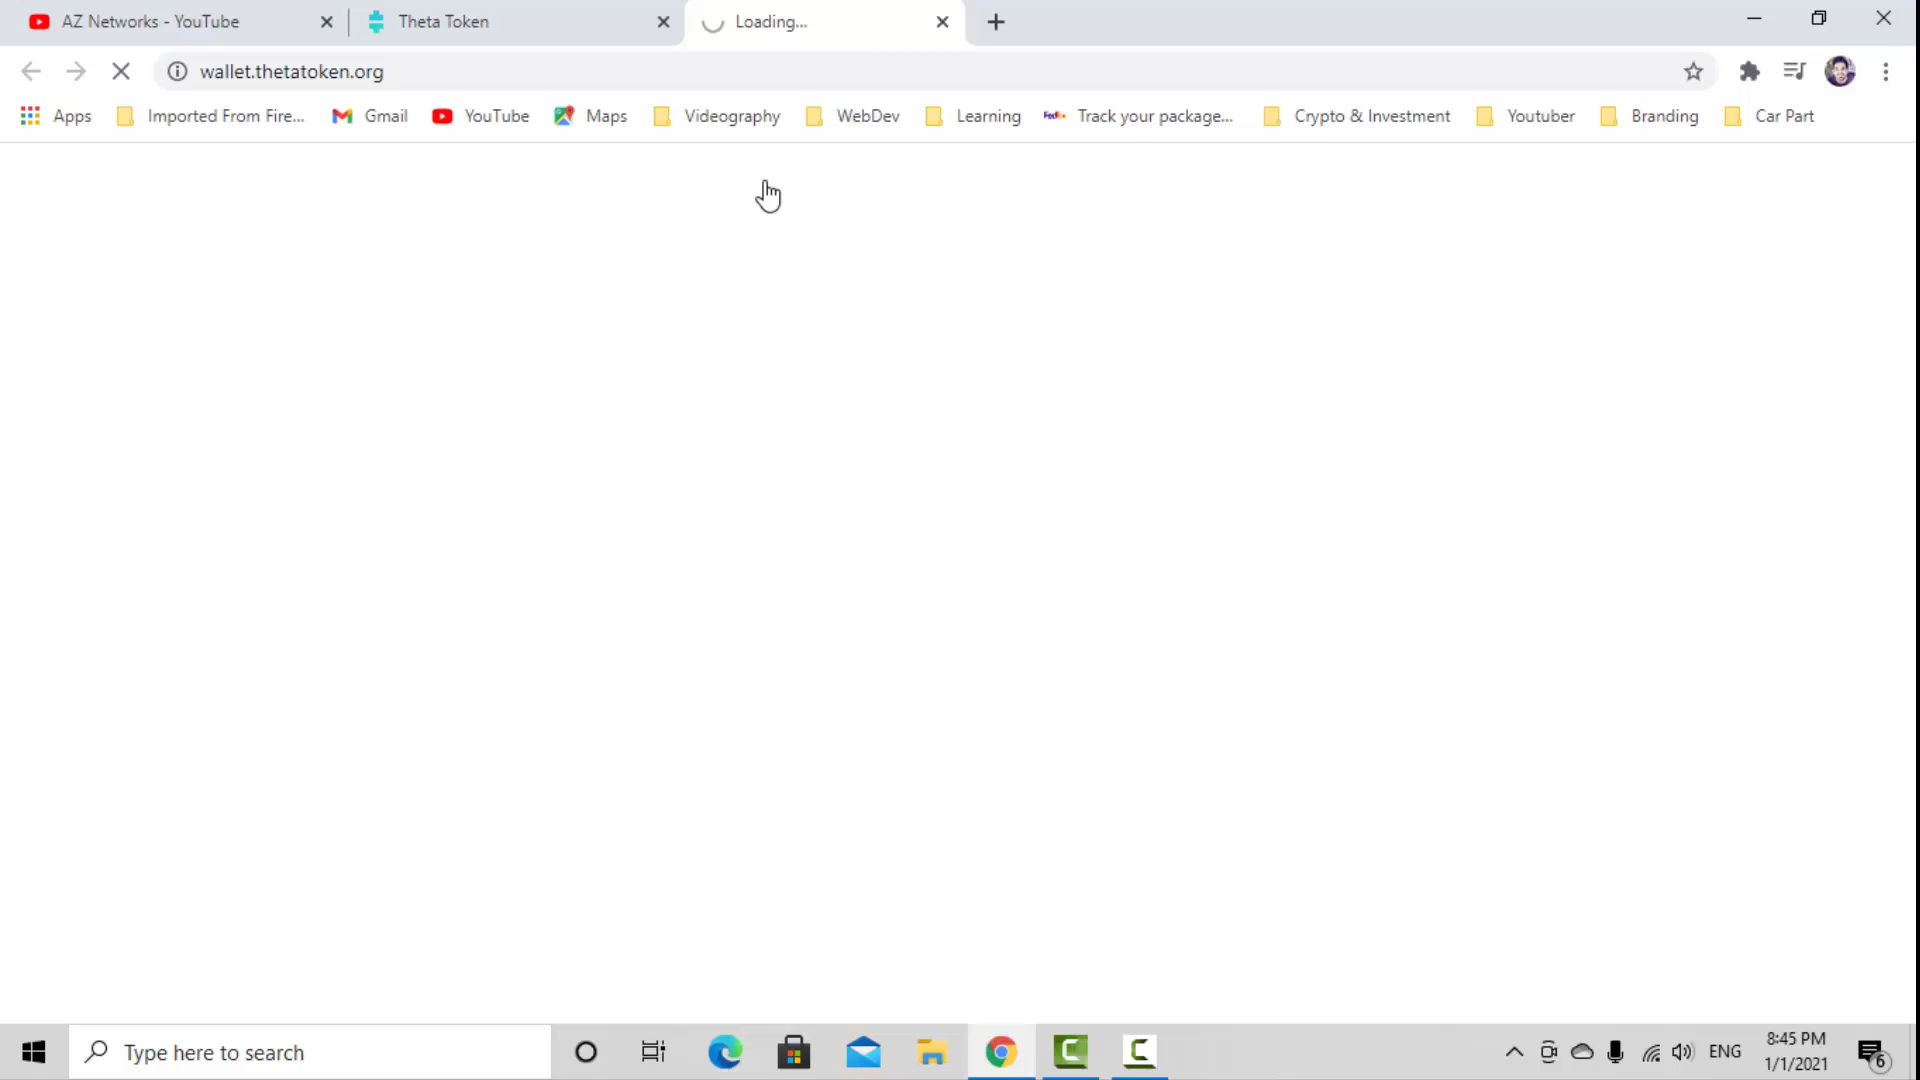 AZ Networks - YouTube
Theta Token
Loading...
wallet.thetatoken.org
Apps
Imported From Fire...
Gmail
YouTube
Maps
Videography
WebDev
Learning
FedEx
Track your package...
Crypto & Investment
Youtuber
Branding
Car Part
Type here to search
ENG
8:45 PM
1/1/2021
6